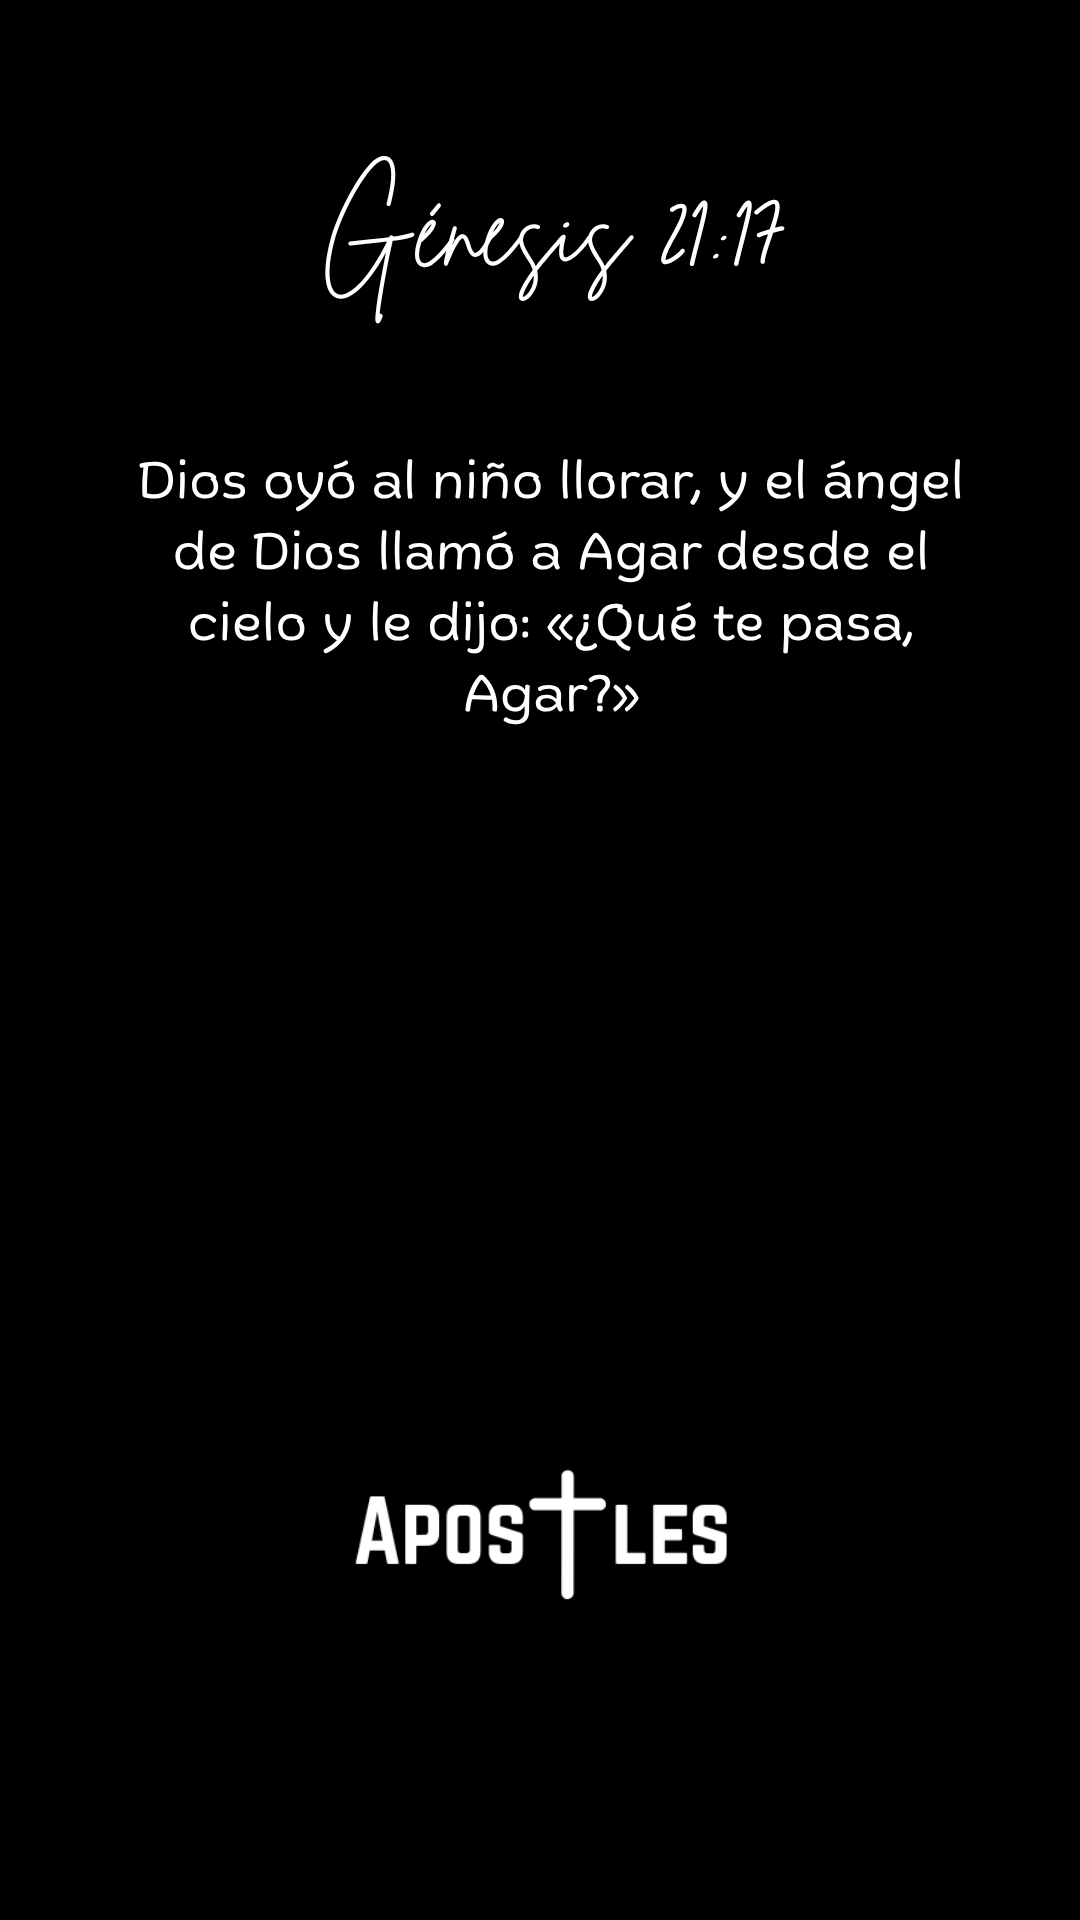 Génesis 21:17
Dios oyó al niño llorar, y el ángel
de Dios llamó a Agar desde el
cielo y le dijo: «¿Qué te pasa,
Agar?»
APOSTLES